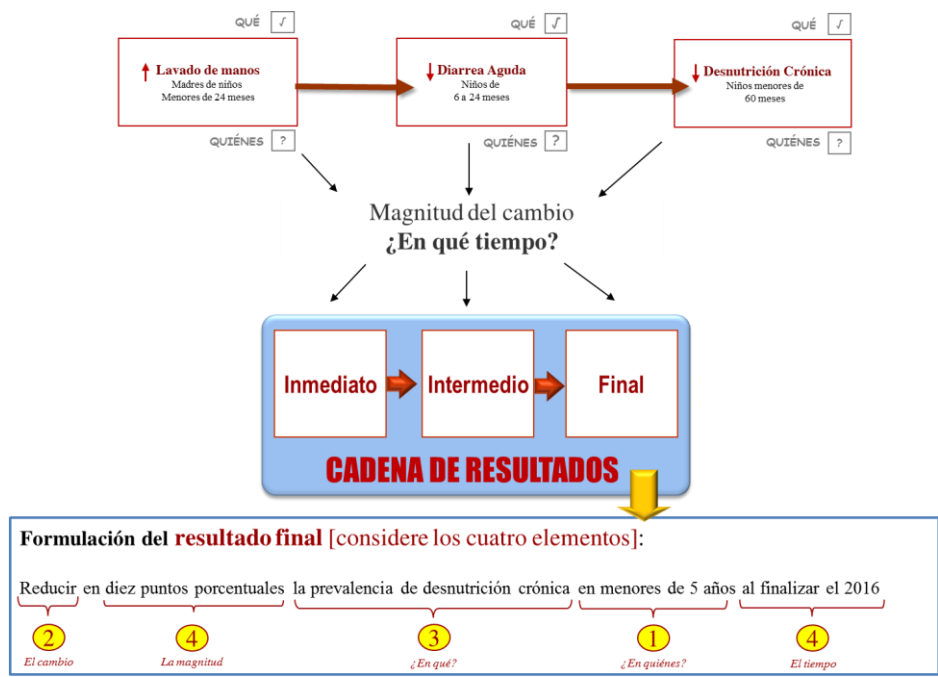 QUÉ √
QUÉ √
QUÉ √
Lavado de manos
Madres de niños
Menores de 24 meses
Diarrea Aguda
Niños de
6 a 24 meses
Desnutrición Crónica
Niños menores de
60 meses
QUIÉNES ?
QUIÉNES ?
QUIÉNES ?
Magnitud del cambio
¿En qué tiempo?
Inmediato
Intermedio
Final
CADENA DE RESULTADOS
Formulación del resultado final [considere los cuatro elementos]:
Reducir en diez puntos porcentuales la prevalencia de desnutrición crónica en menores de 5 años al finalizar el 2016
2 4 3 1 4
El cambio La magnitud ¿En qué? ¿En quiénes? El tiempo